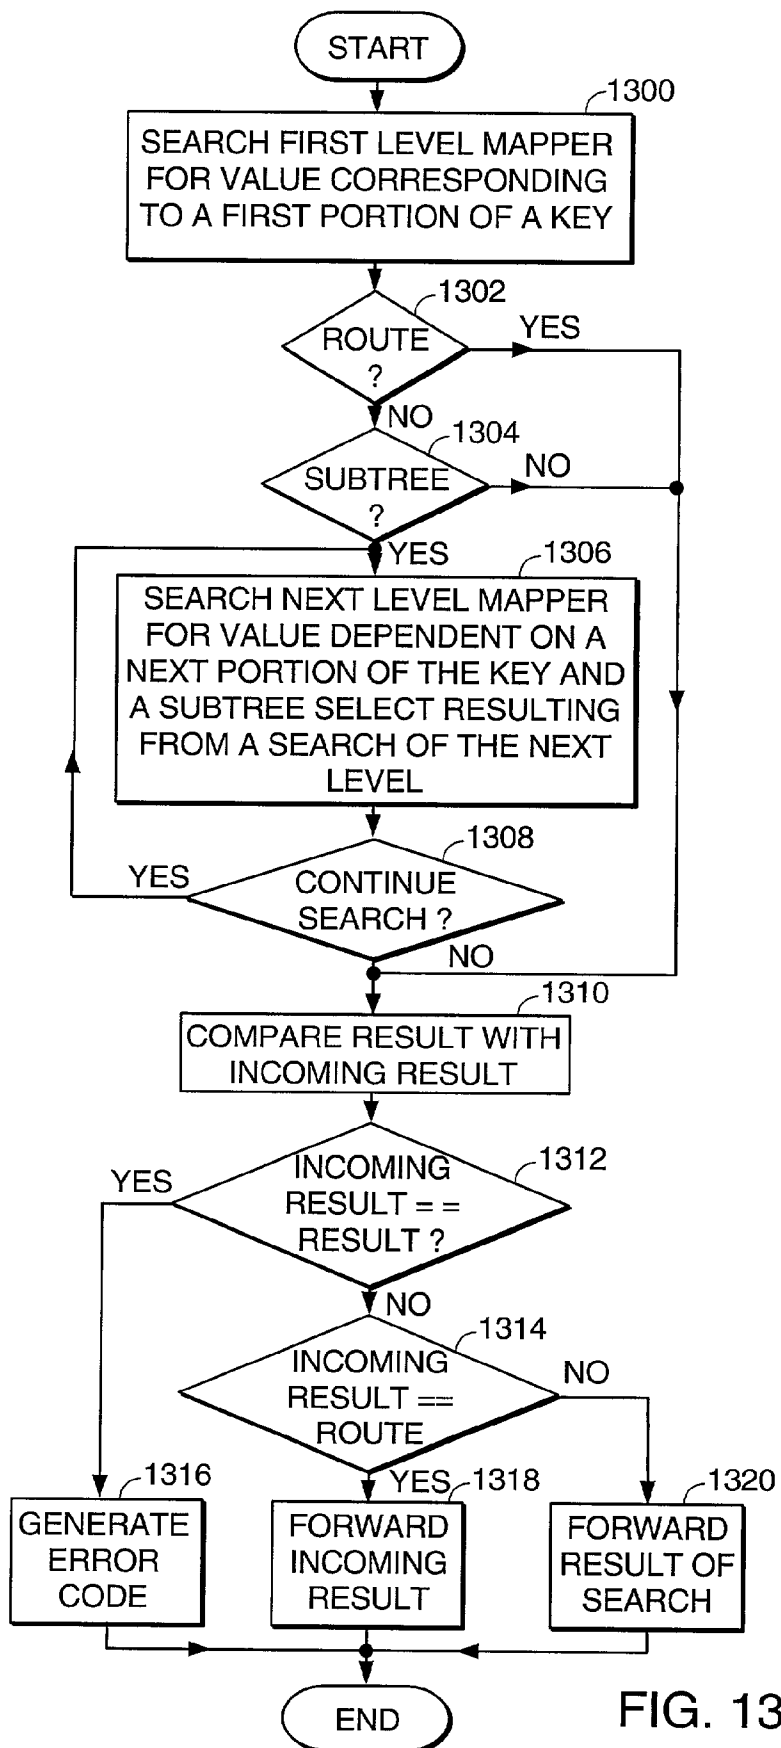 START
1300
SEARCH FIRST LEVEL MAPPER
FOR VALUE CORRESPONDING
TO A FIRST PORTION OF A KEY
1302
ROUTE
?
YES
NO
1304
SUBTREE
?
NO
YES
1306
SEARCH NEXT LEVEL MAPPER
FOR VALUE DEPENDENT ON A
NEXT PORTION OF THE KEY AND
A SUBTREE SELECT RESULTING
FROM A SEARCH OF THE NEXT
LEVEL
1308
YES
CONTINUE
SEARCH ?
NO
1310
COMPARE RESULT WITH
INCOMING RESULT
1312
YES
INCOMING
RESULT = =
RESULT ?
NO
1314
INCOMING
RESULT ==
ROUTE
NO
YES
1316
GENERATE
ERROR
CODE
1318
FORWARD
INCOMING
RESULT
1320
FORWARD
RESULT OF
SEARCH
END
FIG. 13